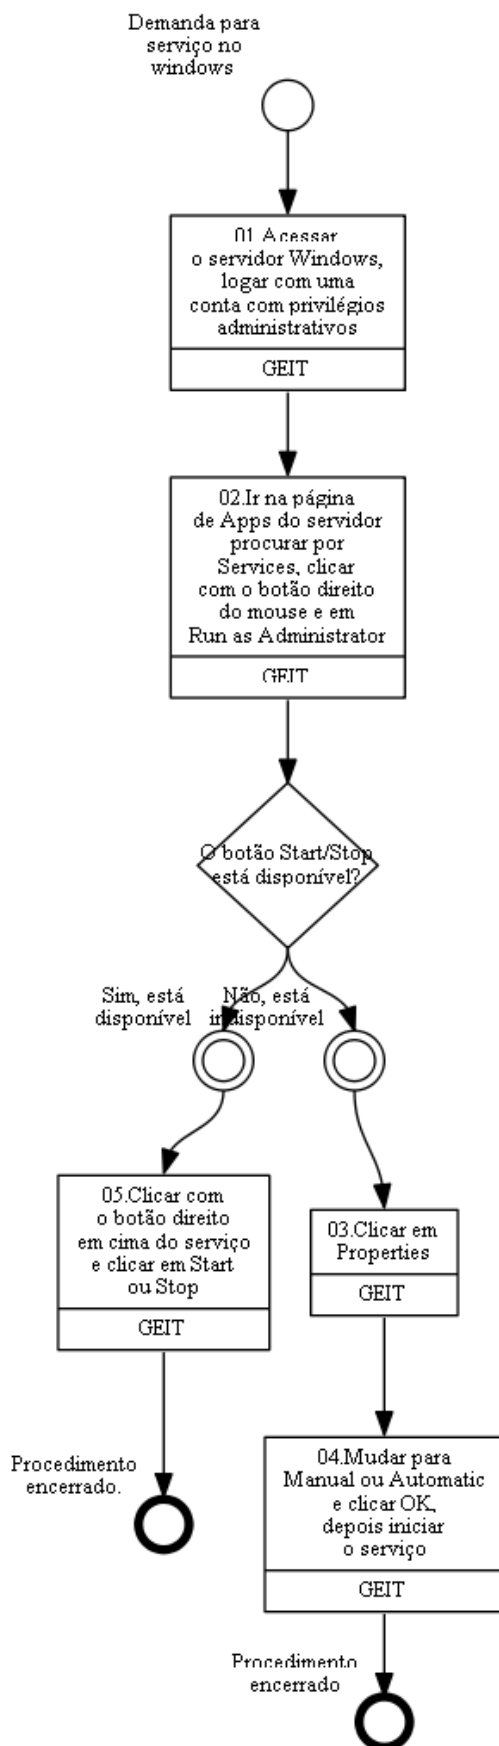 Demanda para
serviço no
windows
01.Acessar
o servidor Windows,
logar com uma
conta com privilégios
administrativos
GEIT
02.Ir na página
de Apps do servidor
procurar por
Services, clicar
com o botão direito
do mouse e em
Run as Administrator
GEIT
O botão Start/Stop
está disponível?
Sim, está
disponível
Não, está
indisponível
05.Clicar com
o botão direito
em cima do serviço
e clicar em Start
ou Stop
GEIT
03.Clicar em
Properties
GEIT
Procedimento
encerrado.
04.Mudar para
Manual ou Automatic
e clicar OK,
depois iniciar
o serviço
GEIT
Procedimento
encerrado